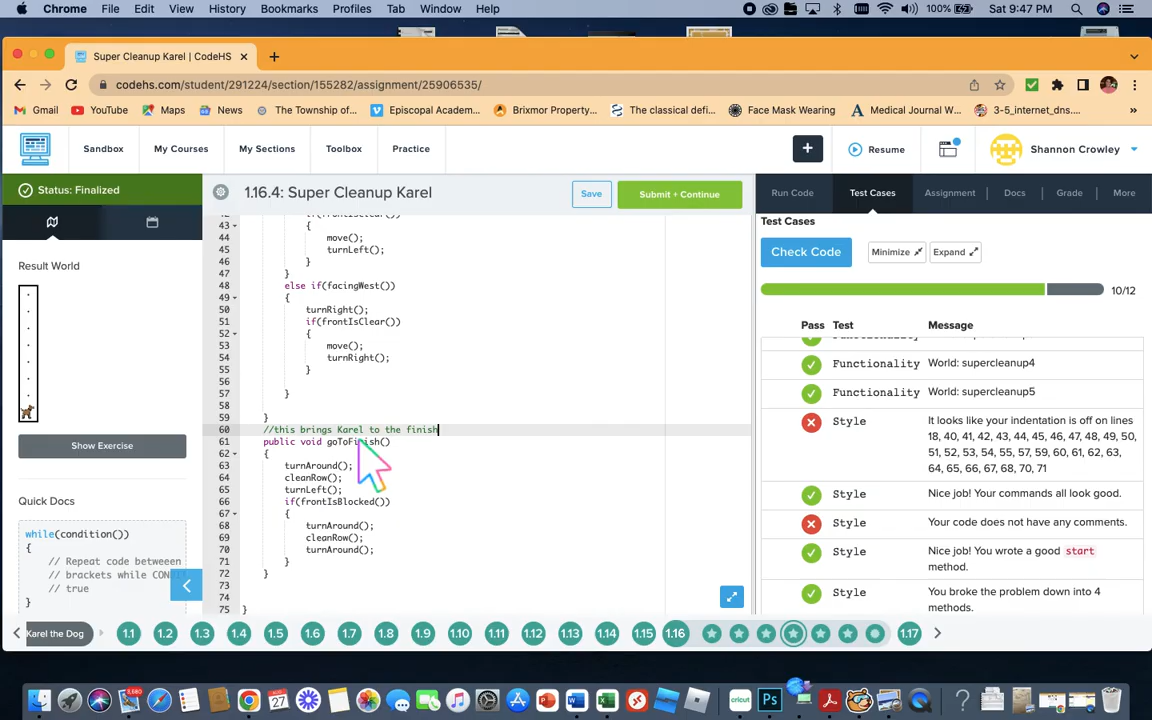 Chrome File Edit View History Bookmarks Profiles Tab Window Help 100% Sat 9:47 PM
Super Cleanup Karel | CodeHS
codehs.com/student/291224/section/155282/assignment/25906535/
Gmail YouTube Maps News The Township of... Episcopal Academ... Brixmor Property... The classical defi... Face Mask Wearing Medical Journal W... 3-5_internet_dns....
Sandbox My Courses My Sections Toolbox Practice + Resume Shannon Crowley
Status: Finalized
1.16.4: Super Cleanup Karel
Save
Submit + Continue
Run Code Test Cases Assignment Docs Grade More
Result World
Show Exercise
Quick Docs
while(condition())
{
// Repeat code betweeen
// brackets while CON
// true
}
42 if(frontIsClear())
43 {
44 move();
45 turnLeft();
46 }
47 }
48 else if(facingWest())
49 {
50 turnRight();
51 if(frontIsClear())
52 {
53 move();
54 turnRight();
55 }
56
57 }
58
59 }
60 //this brings Karel to the finish
61 public void goToFinish()
62 {
63 turnAround();
64 cleanRow();
65 turnLeft();
66 if(frontIsBlocked())
67 {
68 turnAround();
69 cleanRow();
70 turnAround();
71 }
72 }
73
74
75 }
Test Cases
Check Code
Minimize
Expand
10/12
Pass Test Message
Functionality
Functionality World: supercleanup4
Functionality World: supercleanup5
Style It looks like your indentation is off on lines
18, 40, 41, 42, 43, 44, 45, 46, 47, 48, 49, 50,
51, 52, 53, 54, 55, 57, 59, 60, 61, 62, 63,
64, 65, 66, 67, 68, 70, 71
Style Nice job! Your commands all look good.
Style Your code does not have any comments.
Style Nice job! You wrote a good start
method.
Style You broke the problem down into 4
methods.
Karel the Dog 1.1 1.2 1.3 1.4 1.5 1.6 1.7 1.8 1.9 1.10 1.11 1.12 1.13 1.14 1.15 1.16 1.17